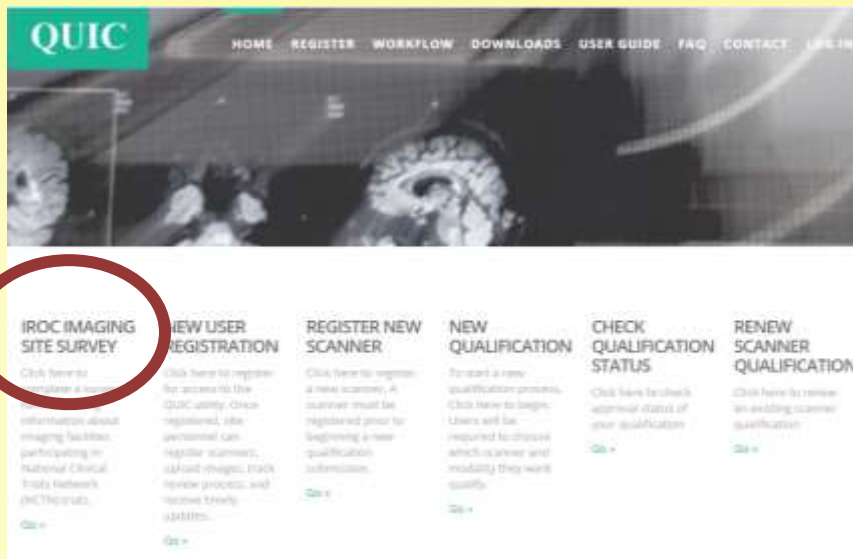 QUIC
HOME REGISTER WORKFLOW DOWNLOADS USER GUIDE FAQ CONTACT LOG IN
IROC IMAGING
SITE SURVEY
Click here to
complete a survey
information about
imaging facilities
participating in
National Clinical
Trials Network
(NCTN) trials.
Go »
NEW USER
REGISTRATION
Click here to register
for access to the
QUIC utility. Once
registered, site
personnel can
register scanners,
upload images, track
review process, and
receive timely
updates.
Go »
REGISTER NEW
SCANNER
Click here to register
a new scanner. A
scanner must be
registered prior to
beginning a new
qualification
submission.
Go »
NEW
QUALIFICATION
To start a new
qualification process,
Click here to begin.
Users will be
required to choose
which scanner and
modality they want
qualify.
Go »
CHECK
QUALIFICATION
STATUS
Click here to check
approval status of
your qualification
Go »
RENEW
SCANNER
QUALIFICATION
Click here to renew
an existing scanner
qualification
Go »